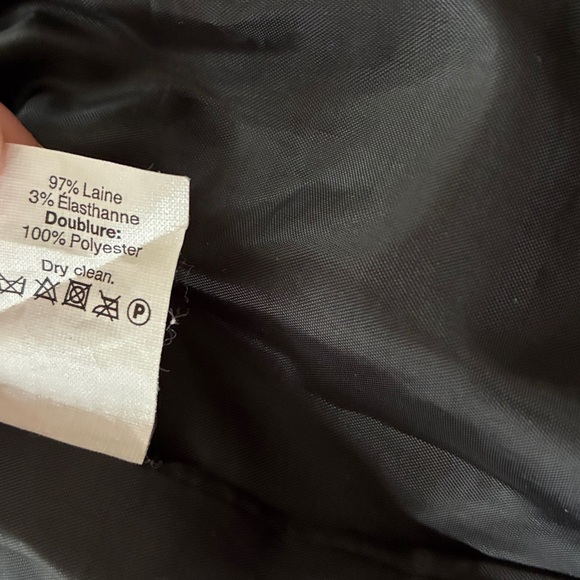 97% Laine
3% Élasthanne
Doublure:
100% Polyester
Dry clean.
P